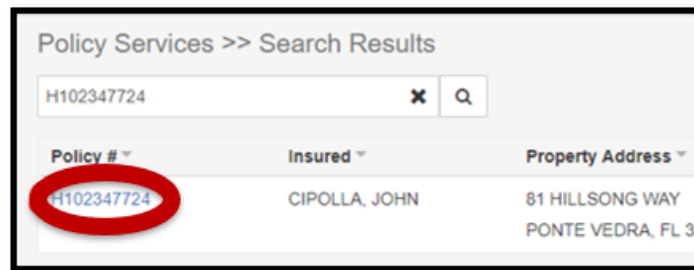 Policy Services >> Search Results
H102347724
Policy # Insured Property Address
H102347724 CIPOLLA, JOHN 81 HILLSONG WAY
PONTE VEDRA, FL 3